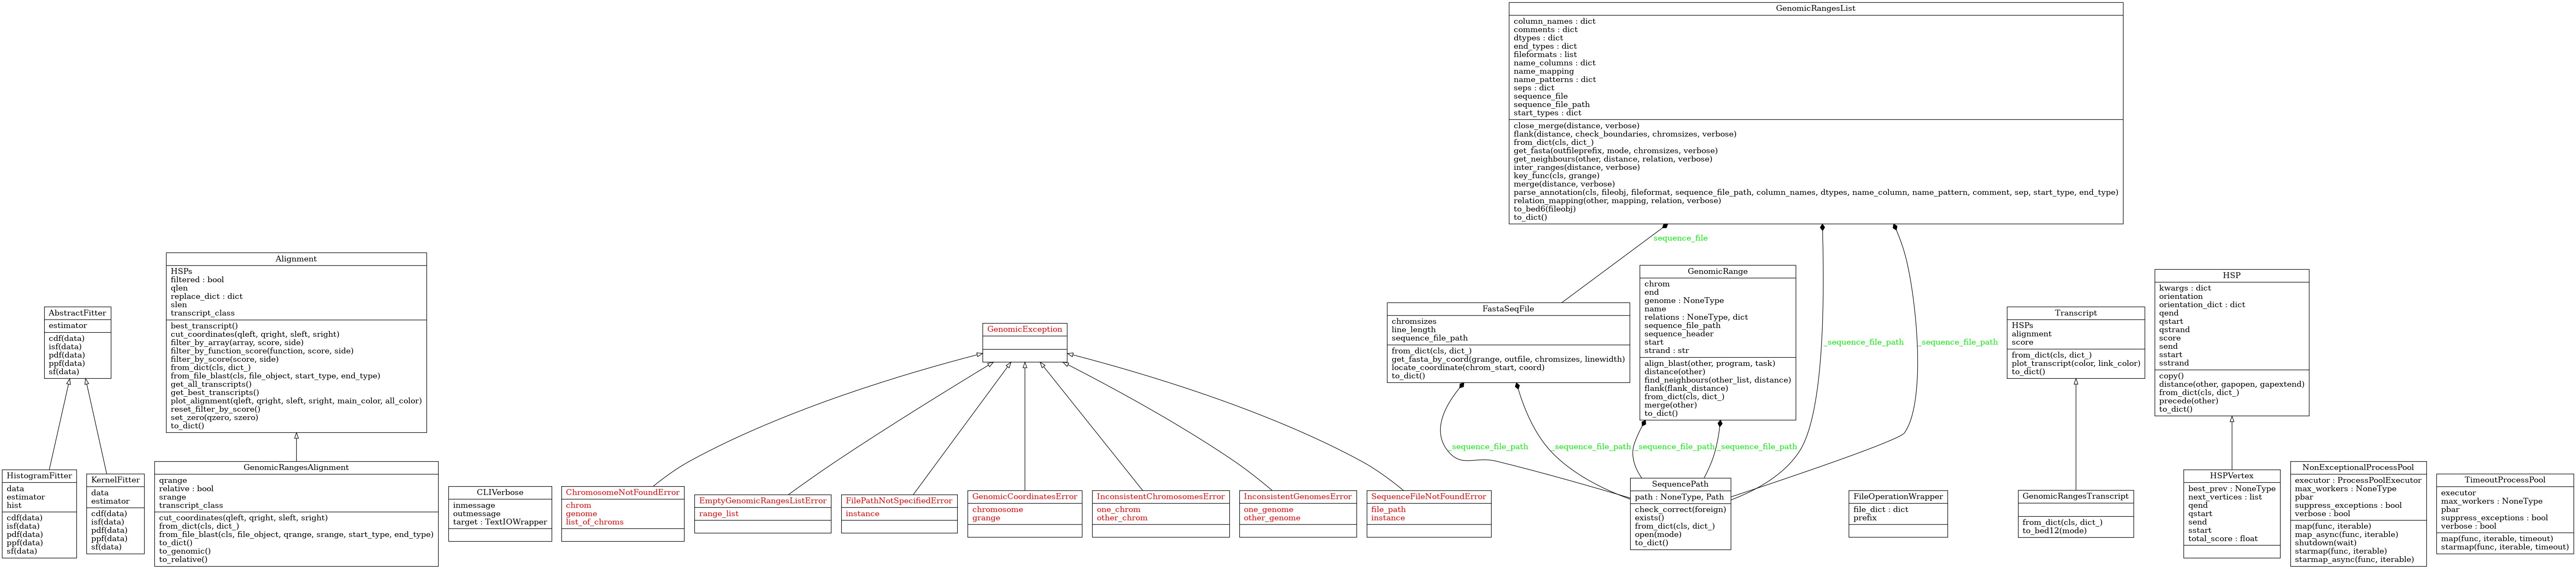 GenomicRangesList
column_names : dict
comments : dict
dtypes : dict
end_types : dict
fileformats : list
name_columns : dict
name_mapping
name_patterns : dict
seps : dict
sequence_file
sequence_file_path
start_types : dict
close_merge(distance, verbose)
flank(distance, check_boundaries, chromsizes, verbose)
from_dict(cls, dict_)
get_fasta(outfileprefix, mode, chromsizes, verbose)
get_neighbours(other, distance, relation, verbose)
inter_ranges(distance, verbose)
key_func(cls, grange)
merge(distance, verbose)
parse_annotation(cls, fileobj, fileformat, sequence_file_path, column_names, dtypes, name_column, name_pattern, comment, sep, start_type, end_type)
relation_mapping(other, mapping, relation, verbose)
to_bed6(fileobj)
to_dict()
sequence_file
AbstractFitter
estimator
cdf(data)
isf(data)
pdf(data)
ppf(data)
sf(data)
Alignment
HSPs
filtered : bool
qlen
replace_dict : dict
slen
transcript_class
best_transcript()
cut_coordinates(qleft, qright, sleft, sright)
filter_by_array(array, score, side)
filter_by_function_score(function, score, side)
filter_by_score(score, side)
from_dict(cls, dict_)
from_file_blast(cls, file_object, start_type, end_type)
get_all_transcripts()
get_best_transcripts()
plot_alignment(qleft, qright, sleft, sright, main_color, all_color)
reset_filter_by_score()
set_zero(qzero, szero)
to_dict()
GenomicException
FastaSeqFile
chromsizes
line_length
sequence_file_path
from_dict(cls, dict_)
get_fasta_by_coord(grange, outfile, chromsizes, linewidth)
locate_coordinate(chrom_start, coord)
to_dict()
GenomicRange
chrom
end
genome : NoneType
name
relations : NoneType, dict
sequence_file_path
sequence_header
start
strand : str
align_blast(other, program, task)
distance(other)
find_neighbours(other_list, distance)
flank(flank_distance)
from_dict(cls, dict_)
merge(other)
to_dict()
_sequence_file_path
_sequence_file_path
Transcript
HSPs
alignment
score
from_dict(cls, dict_)
plot_transcript(color, link_color)
to_dict()
HSP
kwargs : dict
orientation
orientation_dict : dict
qend
qstart
qstrand
score
send
sstart
sstrand
copy()
distance(other, gapopen, gapextend)
from_dict(cls, dict_)
precede(other)
to_dict()
_sequence_file_path
_sequence_file_path
_sequence_file_path
_sequence_file_path
HistogramFitter
data
estimator
hist
cdf(data)
isf(data)
pdf(data)
ppf(data)
sf(data)
KernelFitter
data
estimator
cdf(data)
isf(data)
pdf(data)
ppf(data)
sf(data)
GenomicRangesAlignment
qrange
relative : bool
srange
transcript_class
cut_coordinates(qleft, qright, sleft, sright)
from_dict(cls, dict_)
from_file_blast(cls, file_object, qrange, srange, start_type, end_type)
to_dict()
to_genomic()
to_relative()
CLIVerbose
inmessage
outmessage
target : TextIOWrapper
ChromosomeNotFoundError
chrom
genome
list_of_chroms
EmptyGenomicRangesListError
range_list
FilePathNotSpecifiedError
instance
GenomicCoordinatesError
chromosome
grange
InconsistentChromosomesError
one_chrom
other_chrom
InconsistentGenomesError
one_genome
other_genome
SequenceFileNotFoundError
file_path
instance
SequencePath
path : NoneType, Path
check_correct(foreign)
exists()
from_dict(cls, dict_)
open(mode)
to_dict()
FileOperationWrapper
file_dict : dict
prefix
GenomicRangesTranscript
from_dict(cls, dict_)
to_bed12(mode)
HSPVertex
best_prev : NoneType
next_vertices : list
qend
qstart
send
sstart
total_score : float
NonExceptionalProcessPool
executor : ProcessPoolExecutor
max_workers : NoneType
pbar
suppress_exceptions : bool
verbose : bool
map(func, iterable)
map_async(func, iterable)
shutdown(wait)
starmap(func, iterable)
starmap_async(func, iterable)
TimeoutProcessPool
executor
max_workers : NoneType
pbar
suppress_exceptions : bool
verbose : bool
map(func, iterable, timeout)
starmap(func, iterable, timeout)